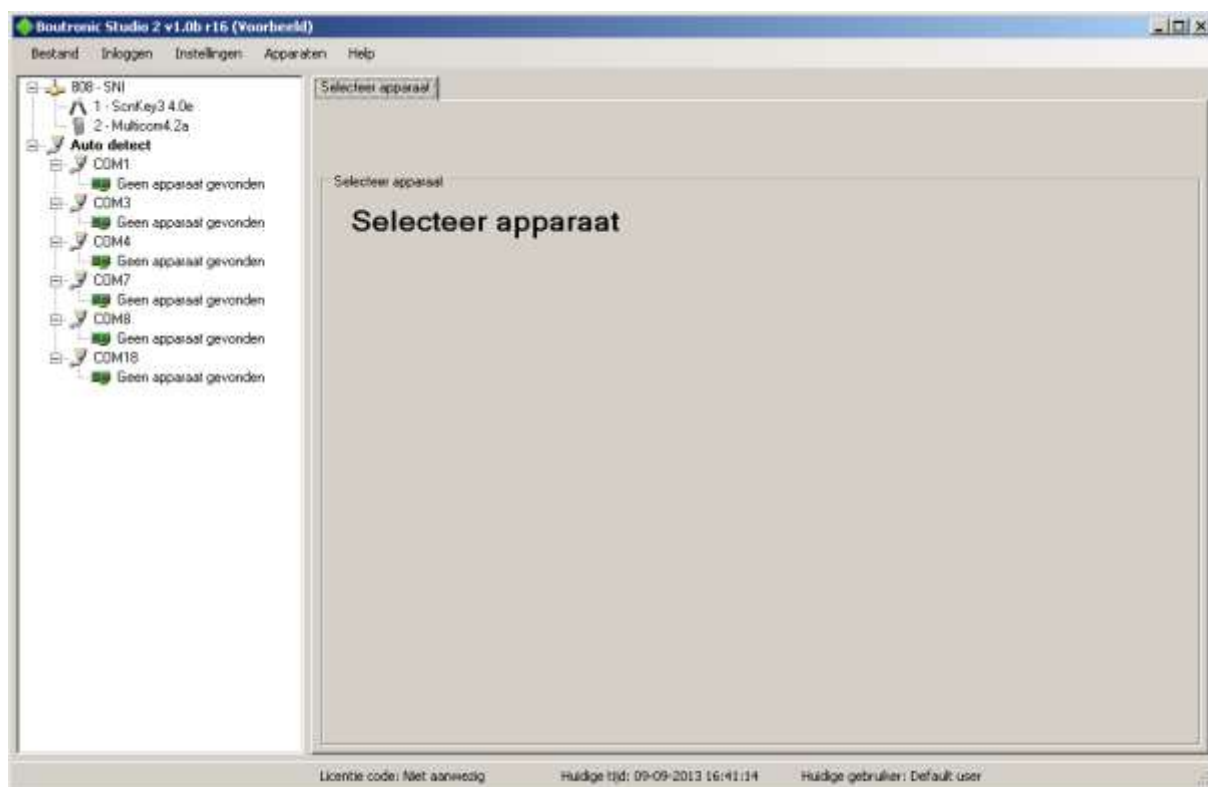 Boutronic Studio 2 v1.0b r16 (Voorbeeld)
Bestand Inloggen Instellingen Apparaten Help
808 - SNI
1 - ScnKey3 4.0e
2 - Multicom4.2a
Auto detect
COM1
Geen apparaat gevonden
COM3
Geen apparaat gevonden
COM4
Geen apparaat gevonden
COM7
Geen apparaat gevonden
COM8
Geen apparaat gevonden
COM18
Geen apparaat gevonden
Selecteer apparaat
Selecteer apparaat
Selecteer apparaat
Licentie code: Niet aanwezig Huidige tijd: 09-09-2013 16:41:14 Huidige gebruiker: Default user